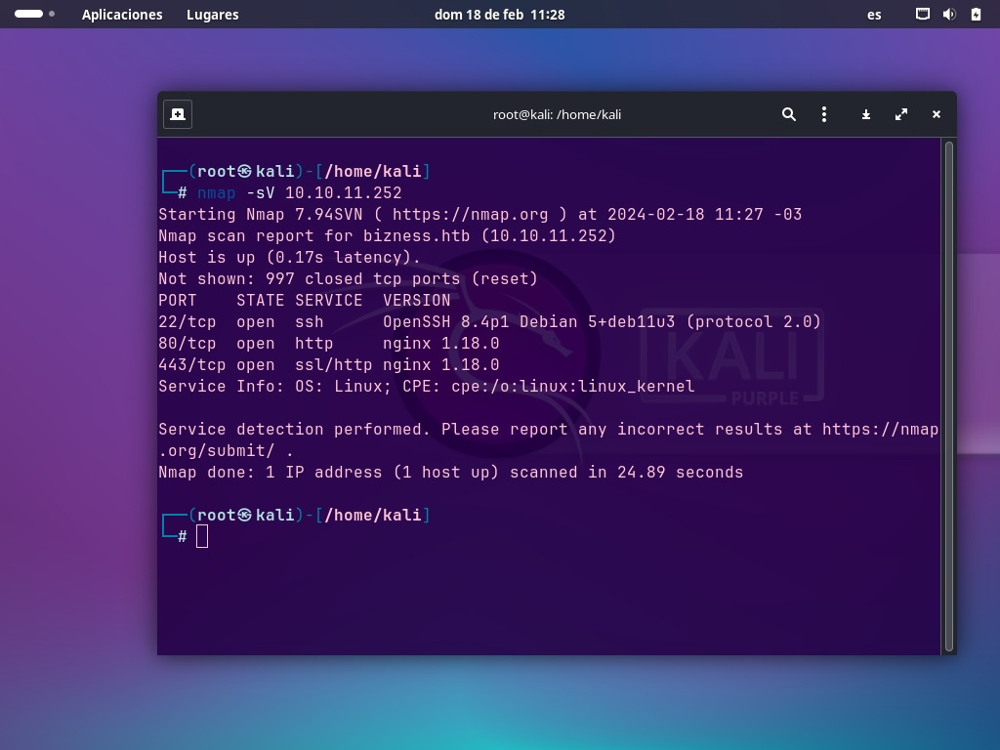 Aplicaciones Lugares dom 18 de feb 11:28 es
root@kali: /home/kali
┌──(root㉿kali)-[/home/kali]
└─# nmap -sV 10.10.11.252
Starting Nmap 7.94SVN ( https://nmap.org ) at 2024-02-18 11:27 -03
Nmap scan report for bizness.htb (10.10.11.252)
Host is up (0.17s latency).
Not shown: 997 closed tcp ports (reset)
PORT    STATE SERVICE  VERSION
22/tcp  open  ssh      OpenSSH 8.4p1 Debian 5+deb11u3 (protocol 2.0)
80/tcp  open  http     nginx 1.18.0
443/tcp open  ssl/http nginx 1.18.0
Service Info: OS: Linux; CPE: cpe:/o:linux:linux_kernel
Service detection performed. Please report any incorrect results at https://nmap
.org/submit/ .
Nmap done: 1 IP address (1 host up) scanned in 24.89 seconds
┌──(root㉿kali)-[/home/kali]
└─#
KALI
PURPLE